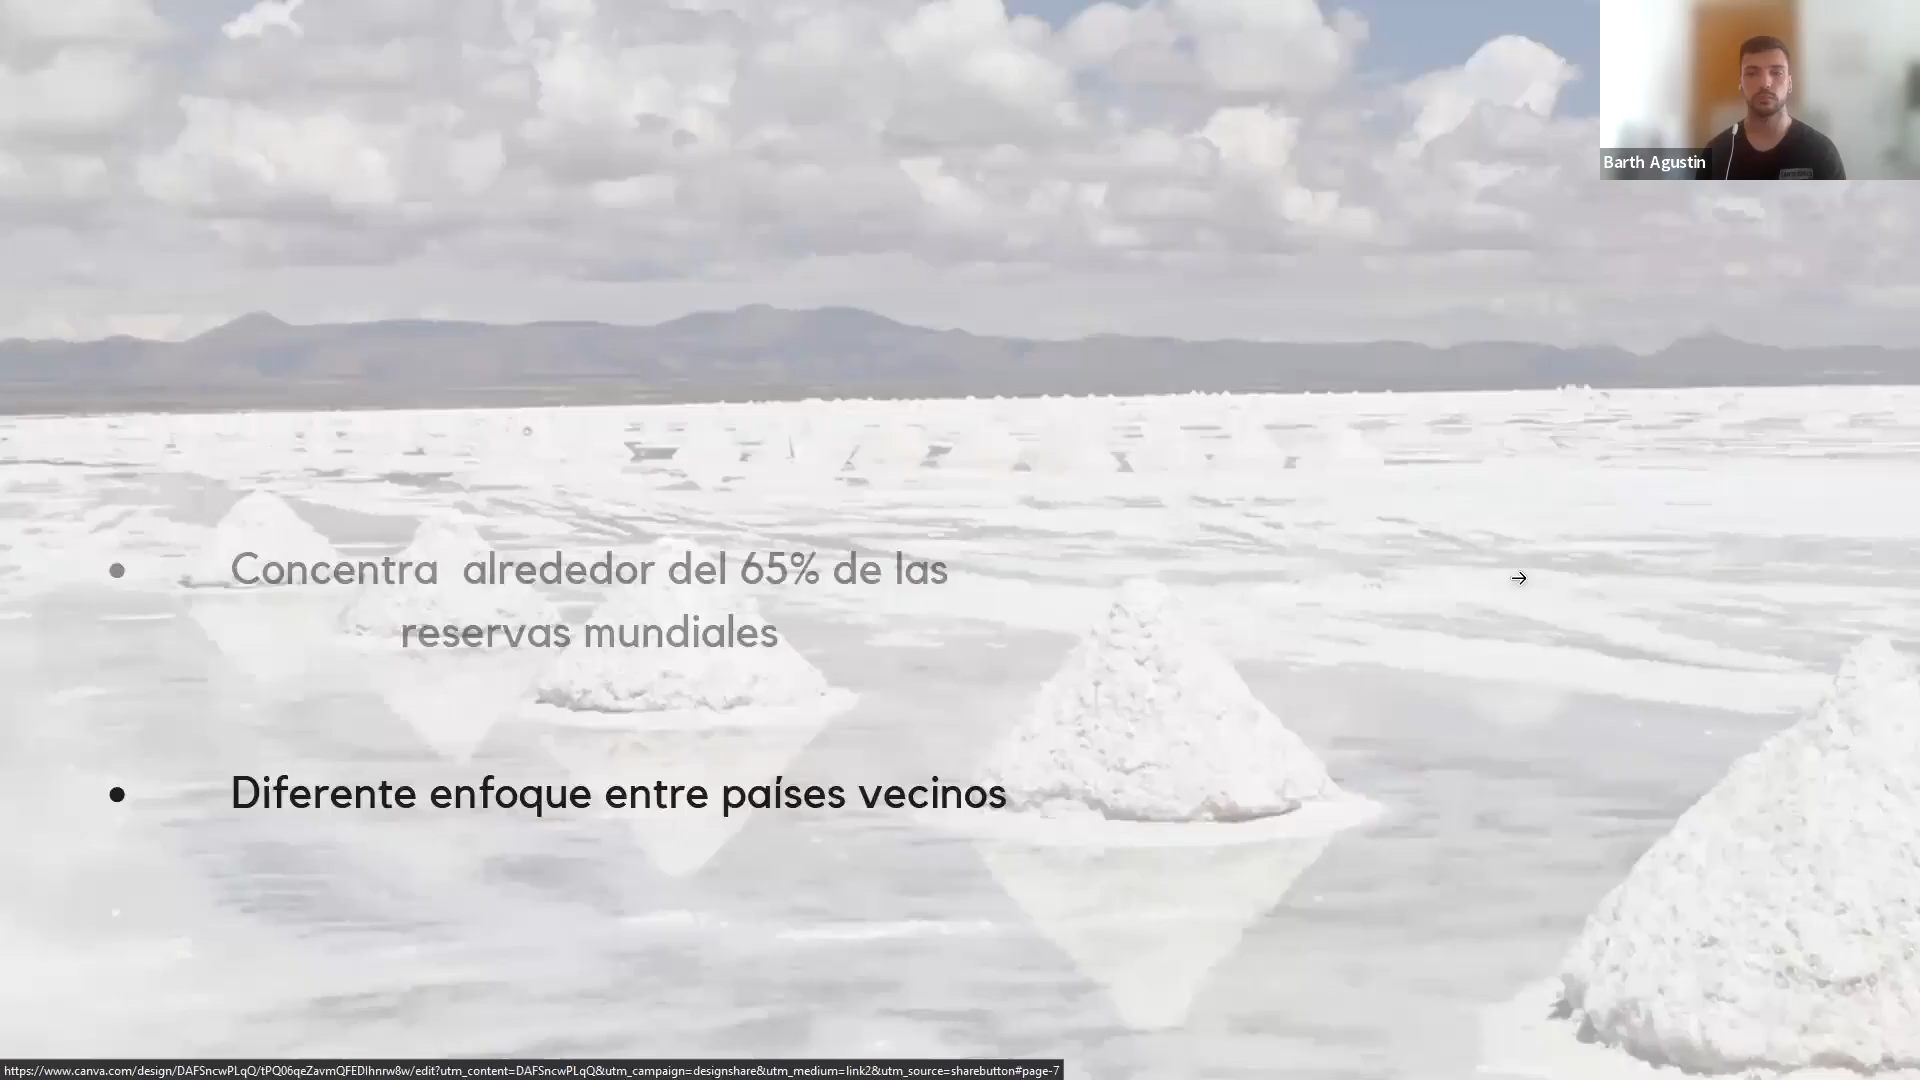 Barth Agustin
• Concentra alrededor del 65% de las
reservas mundiales
• Diferente enfoque entre países vecinos
https://www.canva.com/design/DAFSncwPLqQ/tPQ06qeZavmQFEDIhnrw8w/edit?utm_content=DAFSncwPLqQ&utm_campaign=designshare&utm_medium=link2&utm_source=sharebutton#page-7